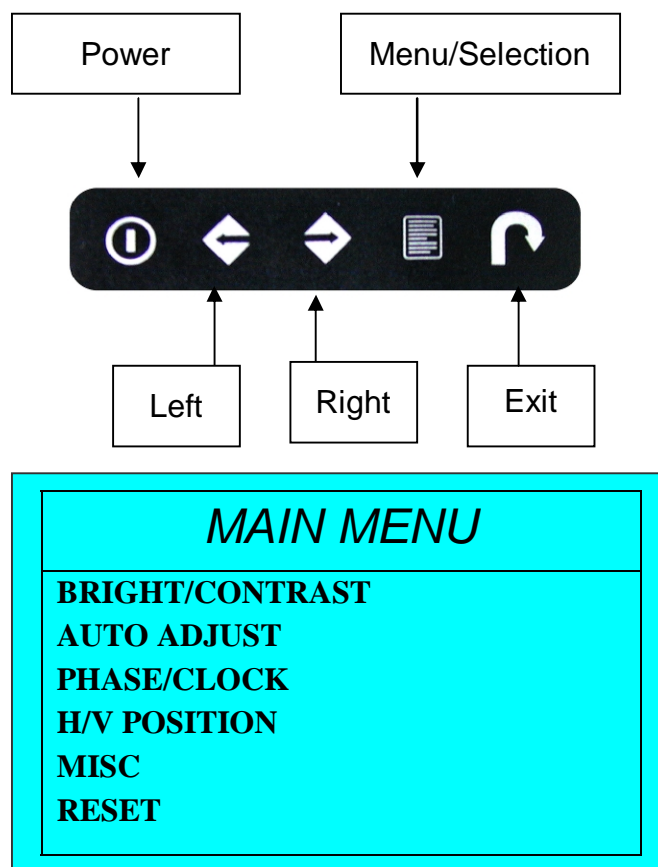 Power
Menu/Selection
Left
Right
Exit
MAIN MENU
BRIGHT/CONTRAST
AUTO ADJUST
PHASE/CLOCK
H/V POSITION
MISC
RESET